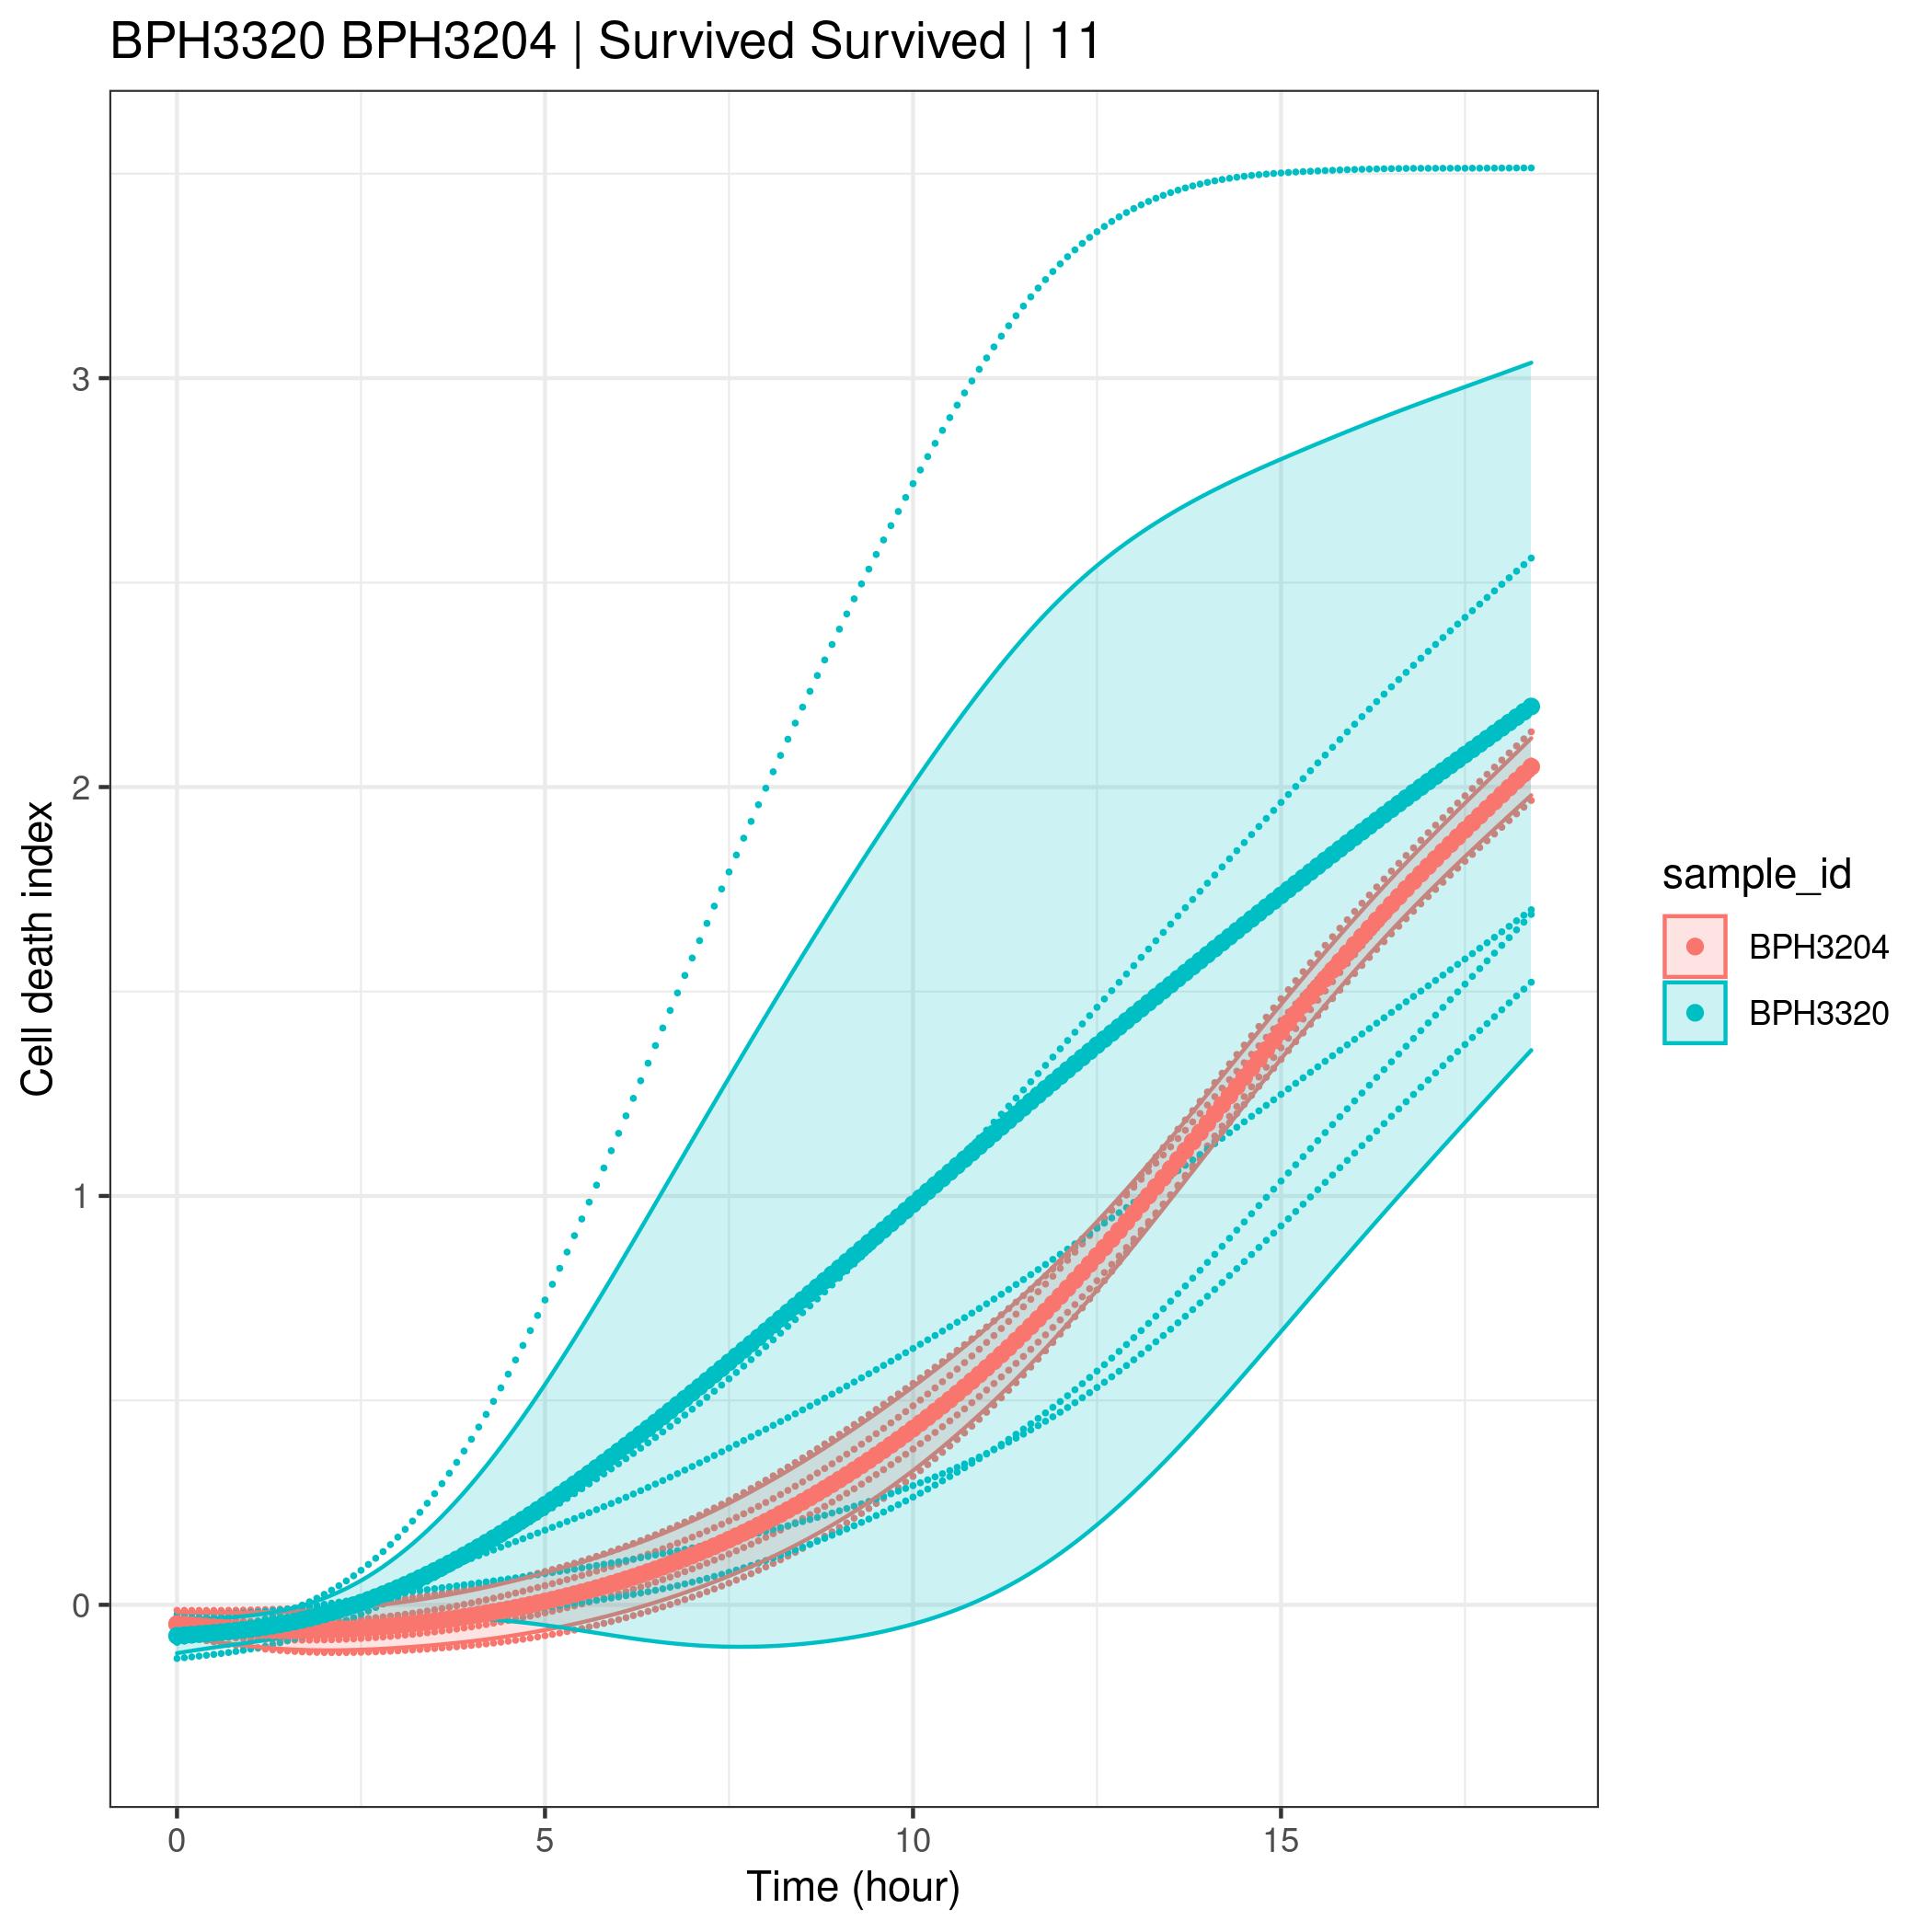 BPH3320 BPH3204 | Survived Survived | 11
Cell death index
3
2
1
0
0 5 10 15
Time (hour)
sample_id
BPH3204
BPH3320